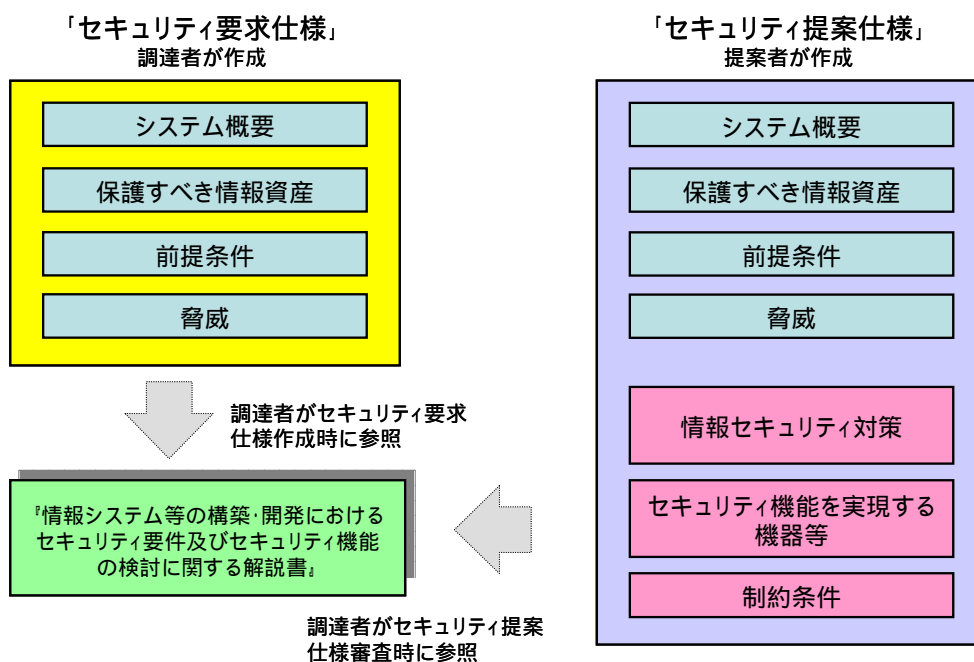 「セキュリティ要求仕様」
調達者が作成
システム概要
保護すべき情報資産
前提条件
脅威
調達者がセキュリティ要求
仕様作成時に参照
『情報システム等の構築・開発における
セキュリティ要件及びセキュリティ機能
の検討に関する解説書』
「セキュリティ提案仕様」
提案者が作成
システム概要
保護すべき情報資産
前提条件
脅威
情報セキュリティ対策
セキュリティ機能を実現する
機器等
制約条件
調達者がセキュリティ提案
仕様審査時に参照